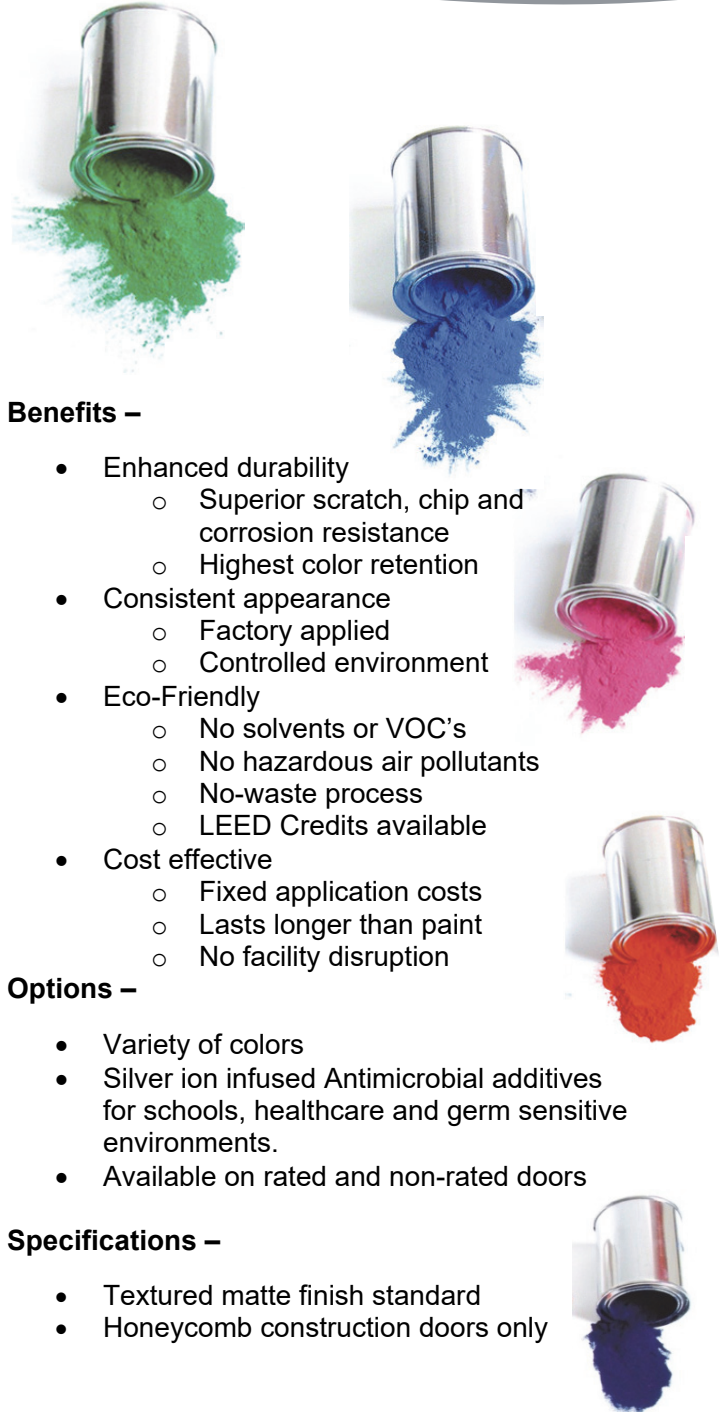 Benefits –
• Enhanced durability
o Superior scratch, chip and
corrosion resistance
o Highest color retention
• Consistent appearance
o Factory applied
o Controlled environment
• Eco-Friendly
o No solvents or VOC's
o No hazardous air pollutants
o No-waste process
o LEED Credits available
• Cost effective
o Fixed application costs
o Lasts longer than paint
o No facility disruption
Options –
• Variety of colors
• Silver ion infused Antimicrobial additives
for schools, healthcare and germ sensitive
environments.
• Available on rated and non-rated doors
Specifications –
• Textured matte finish standard
• Honeycomb construction doors only